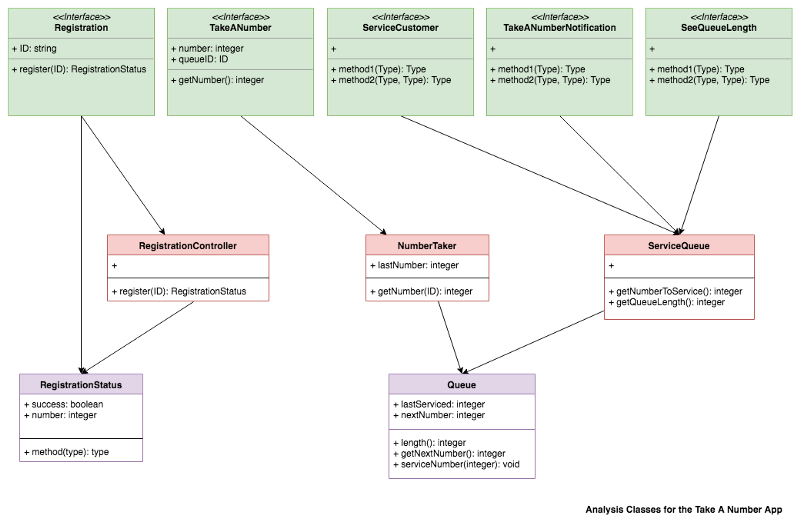 <<Interface>>
Registration
+ ID: string
+ register(ID): RegistrationStatus
<<Interface>>
TakeANumber
+ number: integer
+ queueID: ID
+ getNumber(): integer
<<Interface>>
ServiceCustomer
+
+ method1(Type): Type
+ method2(Type, Type): Type
<<Interface>>
TakeANumberNotification
+
+ method1(Type): Type
+ method2(Type, Type): Type
<<Interface>>
SeeQueueLength
+
+ method1(Type): Type
+ method2(Type, Type): Type
RegistrationController
+
+ register(ID): RegistrationStatus
NumberTaker
+ lastNumber: integer
+ getNumber(ID): integer
ServiceQueue
+
+ getNumberToService(): integer
+ getQueueLength(): integer
RegistrationStatus
+ success: boolean
+ number: integer
+ method(type): type
Queue
+ lastServiced: integer
+ nextNumber: integer
+ length(): integer
+ getNextNumber(): integer
+ serviceNumber(integer): void
Analysis Classes for the Take A Number App